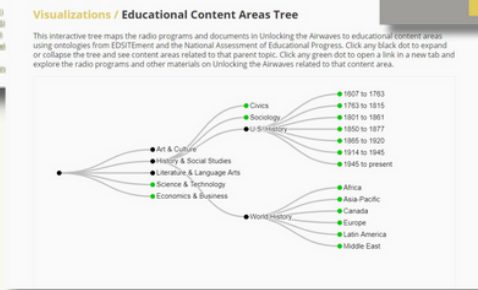 Visualizations / Educational Content Areas Tree
This interactive tree maps the radio programs and documents in Unlocking the Airwaves to educational content areas
using ontologies from EDSITEment and the National Assessment of Educational Progress. Click any black dot to expand
or collapse the tree and see content areas related to that parent topic. Click any green dot to open a link in a new tab and
explore the radio programs and other materials on Unlocking the Airwaves related to that content area.
1607 to 1763
Civics
1763 to 1815
Sociology
1801 to 1861
U.S. History
1850 to 1877
1865 to 1920
Art & Culture
1914 to 1945
History & Social Studies
1945 to present
Literature & Language Arts
Science & Technology
Africa
Economics & Business
Asia-Pacific
Canada
World History
Europe
Latin America
Middle East